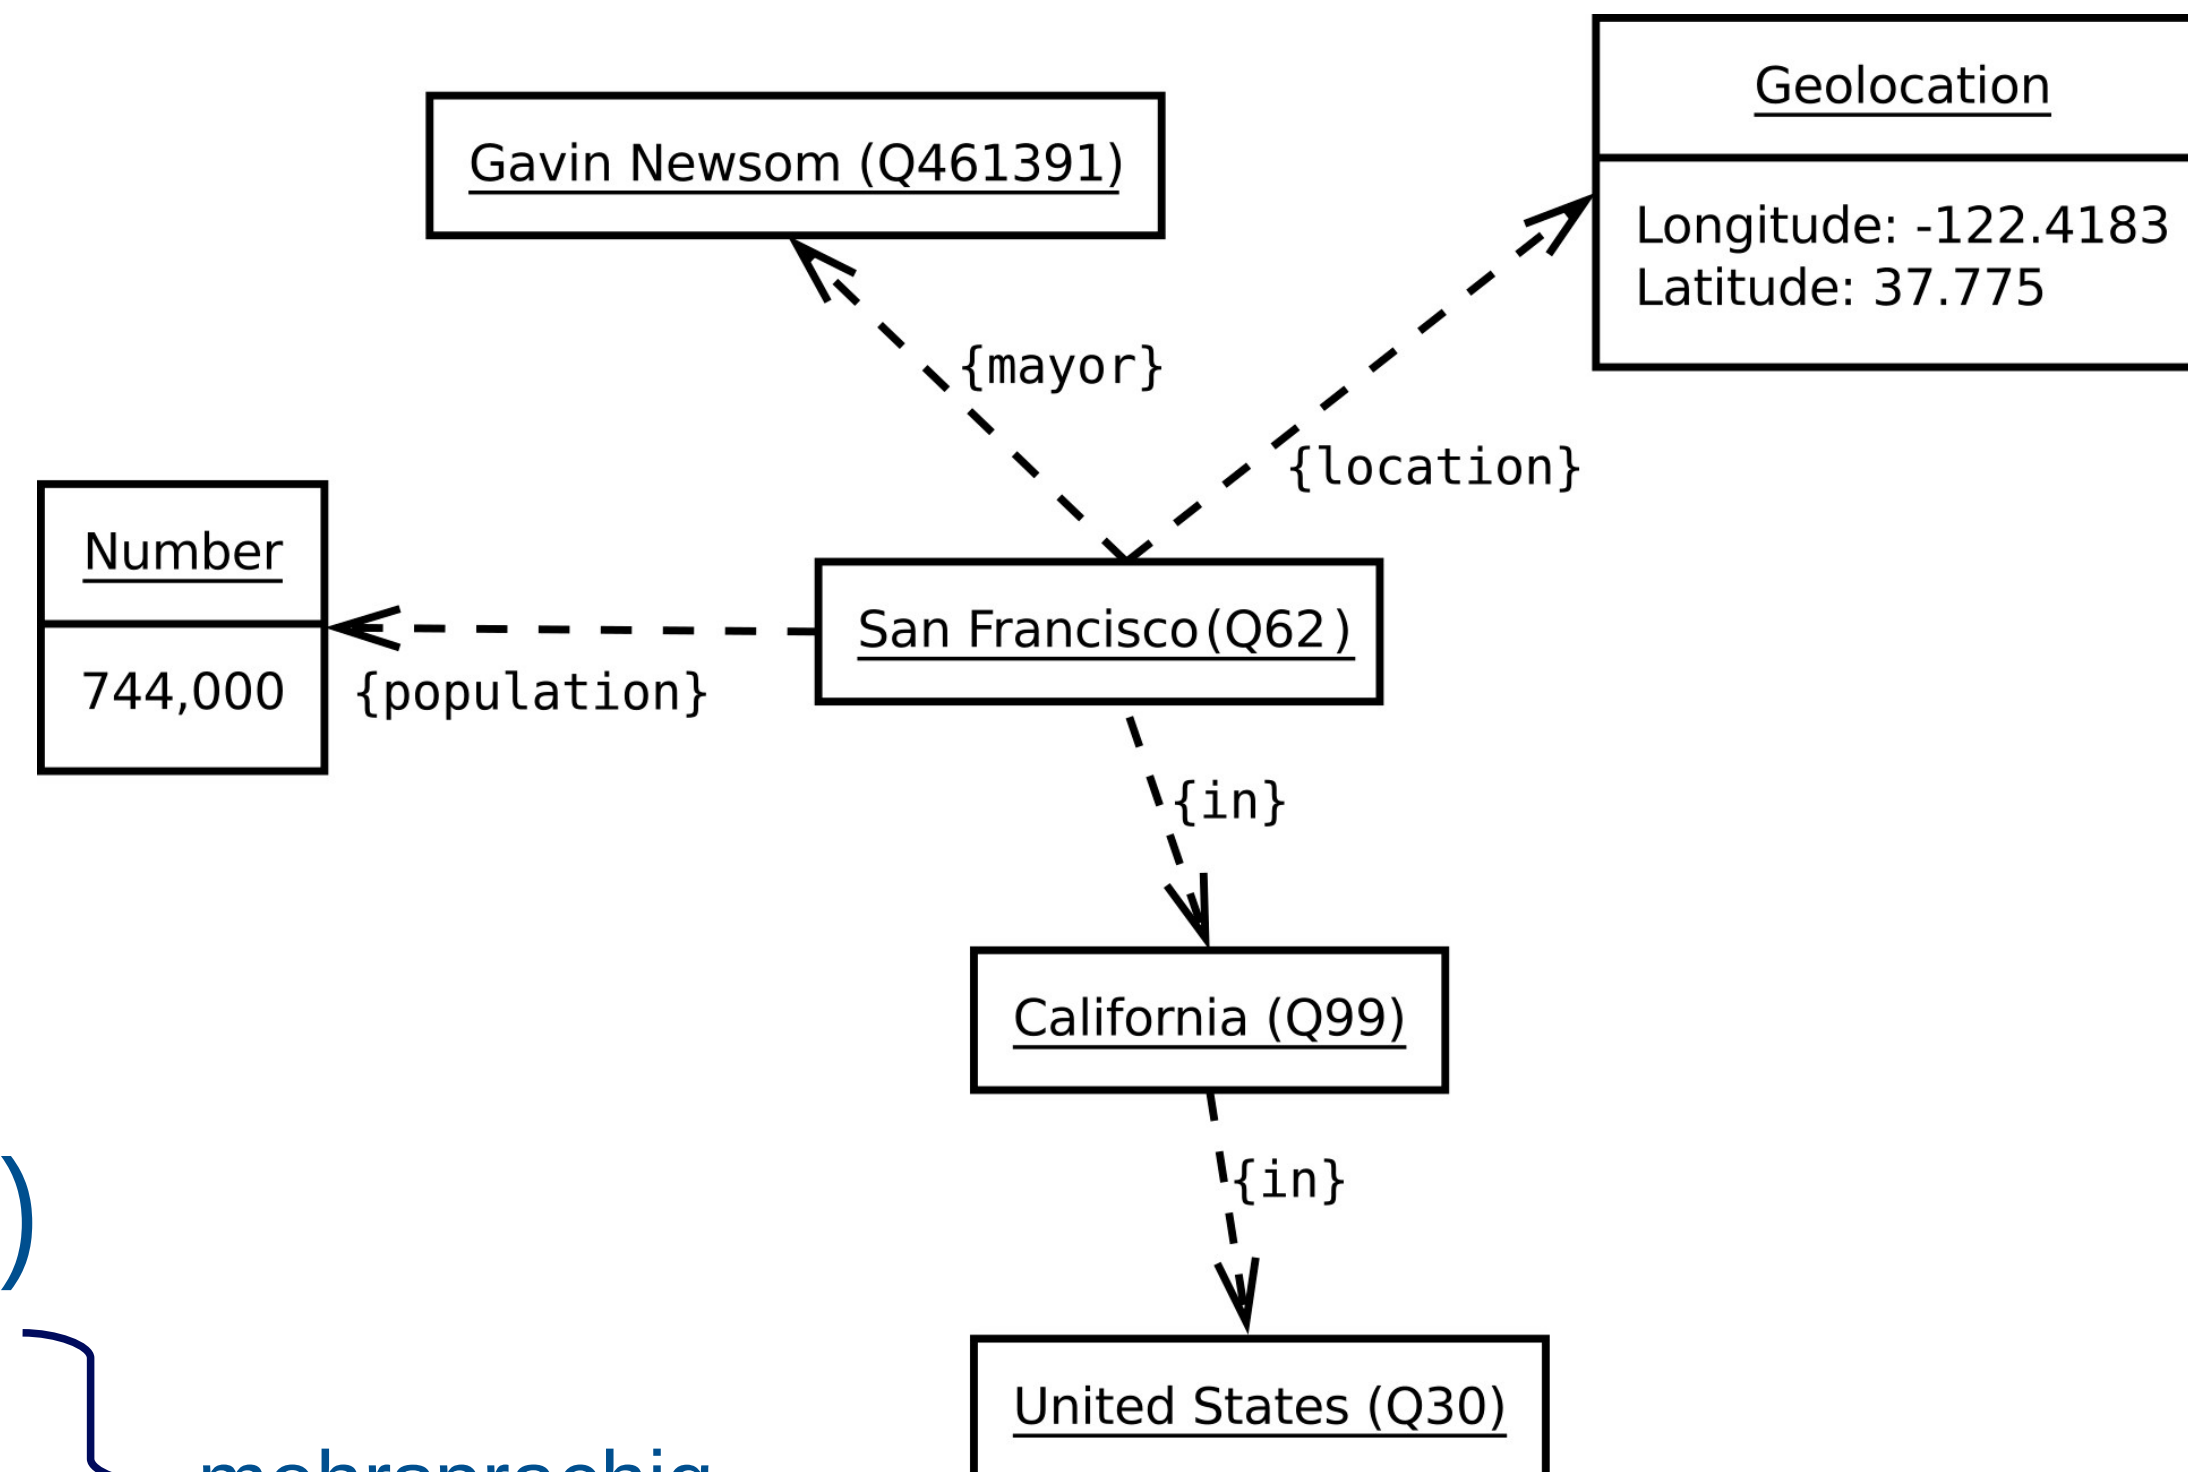 Geolocation
Gavin Newsom (Q461391)
Longitude: -122.4183
Latitude: 37.775
{mayor}
{location}
Number
San Francisco(Q62)
744,000
{population}
{in}
California (Q99)
{in}
)
United States (Q30)
mehrsprachig